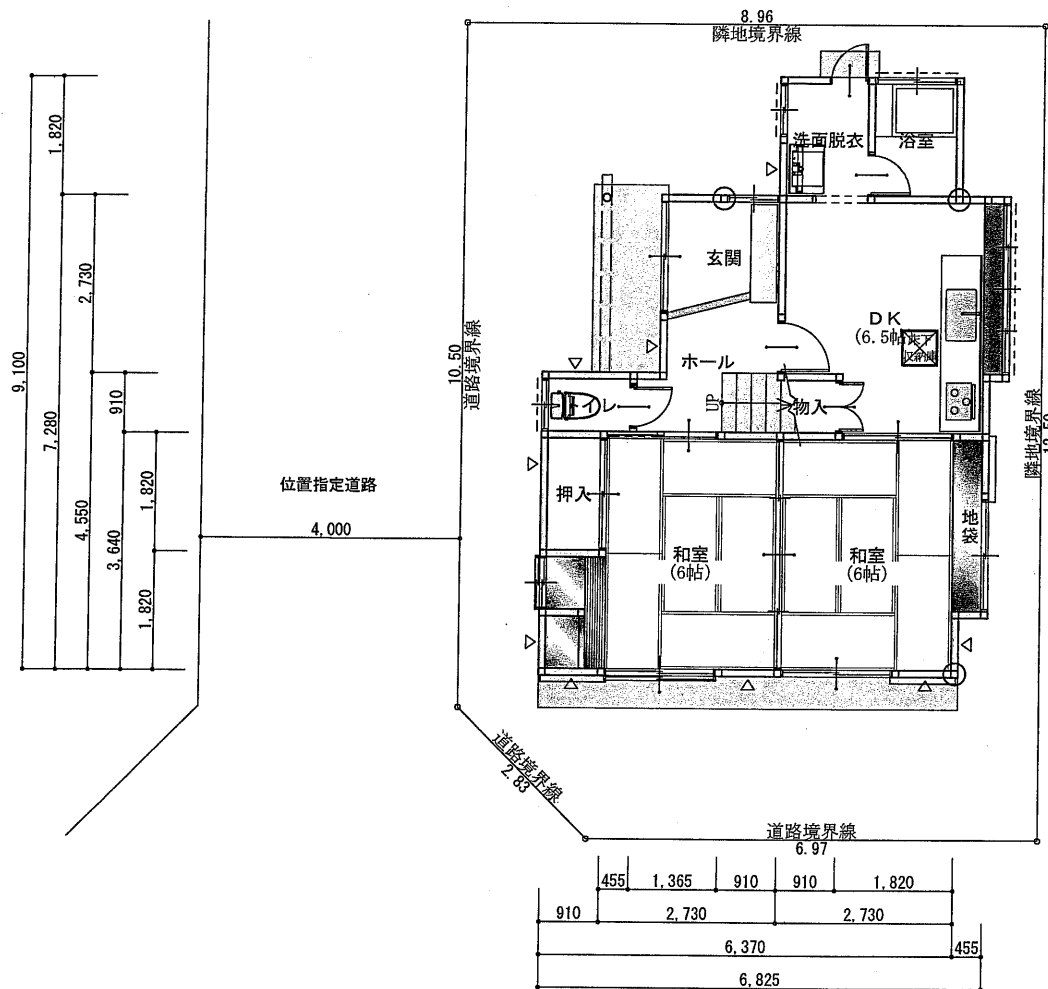 8.96
隣地境界線
1,820
2,730
9,100
7,280
910
4,550
3,640
1,820
1,820
洗面脱衣
浴室
玄関
DK
(6.5帖)
床下
収納庫
ホール
10.50
道路境界線
トイレ
UP
物入
隣地境界線
12.50
位置指定道路
4,000
押入
和室
(6帖)
和室
(6帖)
地袋
道路境界線
2.83
道路境界線
6.97
455
1,365
910
910
1,820
910
2,730
2,730
6,370
455
6,825